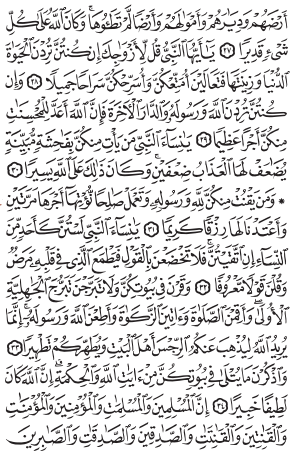 أَرْضَهُمْ وَدِيَٰرَهُمْ وَأَمْوَٰلَهُمْ وَأَرْضًا لَّمْ تَطَـُٔوهَا ۚ وَكَانَ ٱللَّهُ عَلَىٰ كُلِّ
شَىْءٍ قَدِيرًا ٢٧ يَٰٓأَيُّهَا ٱلنَّبِىُّ قُل لِّأَزْوَٰجِكَ إِن كُنتُنَّ تُرِدْنَ ٱلْحَيَوٰةَ
ٱلدُّنْيَا وَزِينَتَهَا فَتَعَالَيْنَ أُمَتِّعْكُنَّ وَأُسَرِّحْكُنَّ سَرَاحًا جَمِيلًا ٢٨ وَإِن
كُنتُنَّ تُرِدْنَ ٱللَّهَ وَرَسُولَهُۥ وَٱلدَّارَ ٱلْـَٔاخِرَةَ فَإِنَّ ٱللَّهَ أَعَدَّ لِلْمُحْسِنَٰتِ
مِنكُنَّ أَجْرًا عَظِيمًا ٢٩ يَٰنِسَآءَ ٱلنَّبِىِّ مَن يَأْتِ مِنكُنَّ بِفَٰحِشَةٍ مُّبَيِّنَةٍ
يُضَٰعَفْ لَهَا ٱلْعَذَابُ ضِعْفَيْنِ ۚ وَكَانَ ذَٰلِكَ عَلَى ٱللَّهِ يَسِيرًا ٣٠
۞ وَمَن يَقْنُتْ مِنكُنَّ لِلَّهِ وَرَسُولِهِۦ وَتَعْمَلْ صَٰلِحًا نُّؤْتِهَآ أَجْرَهَا مَرَّتَيْنِ
وَأَعْتَدْنَا لَهَا رِزْقًا كَرِيمًا ٣١ يَٰنِسَآءَ ٱلنَّبِىِّ لَسْتُنَّ كَأَحَدٍ مِّنَ
ٱلنِّسَآءِ ۚ إِنِ ٱتَّقَيْتُنَّ فَلَا تَخْضَعْنَ بِٱلْقَوْلِ فَيَطْمَعَ ٱلَّذِى فِى قَلْبِهِۦ مَرَضٌ
وَقُلْنَ قَوْلًا مَّعْرُوفًا ٣٢ وَقَرْنَ فِى بُيُوتِكُنَّ وَلَا تَبَرَّجْنَ تَبَرُّجَ ٱلْجَٰهِلِيَّةِ
ٱلْأُولَىٰ ۖ وَأَقِمْنَ ٱلصَّلَوٰةَ وَءَاتِينَ ٱلزَّكَوٰةَ وَأَطِعْنَ ٱللَّهَ وَرَسُولَهُۥٓ ۚ إِنَّمَا
يُرِيدُ ٱللَّهُ لِيُذْهِبَ عَنكُمُ ٱلرِّجْسَ أَهْلَ ٱلْبَيْتِ وَيُطَهِّرَكُمْ تَطْهِيرًا ٣٣
وَٱذْكُرْنَ مَا يُتْلَىٰ فِى بُيُوتِكُنَّ مِنْ ءَايَٰتِ ٱللَّهِ وَٱلْحِكْمَةِ ۚ إِنَّ ٱللَّهَ كَانَ
لَطِيفًا خَبِيرًا ٣٤ إِنَّ ٱلْمُسْلِمِينَ وَٱلْمُسْلِمَٰتِ وَٱلْمُؤْمِنِينَ وَٱلْمُؤْمِنَٰتِ
وَٱلْقَٰنِتِينَ وَٱلْقَٰنِتَٰتِ وَٱلصَّٰدِقِينَ وَٱلصَّٰدِقَٰتِ وَٱلصَّٰبِرِينَ